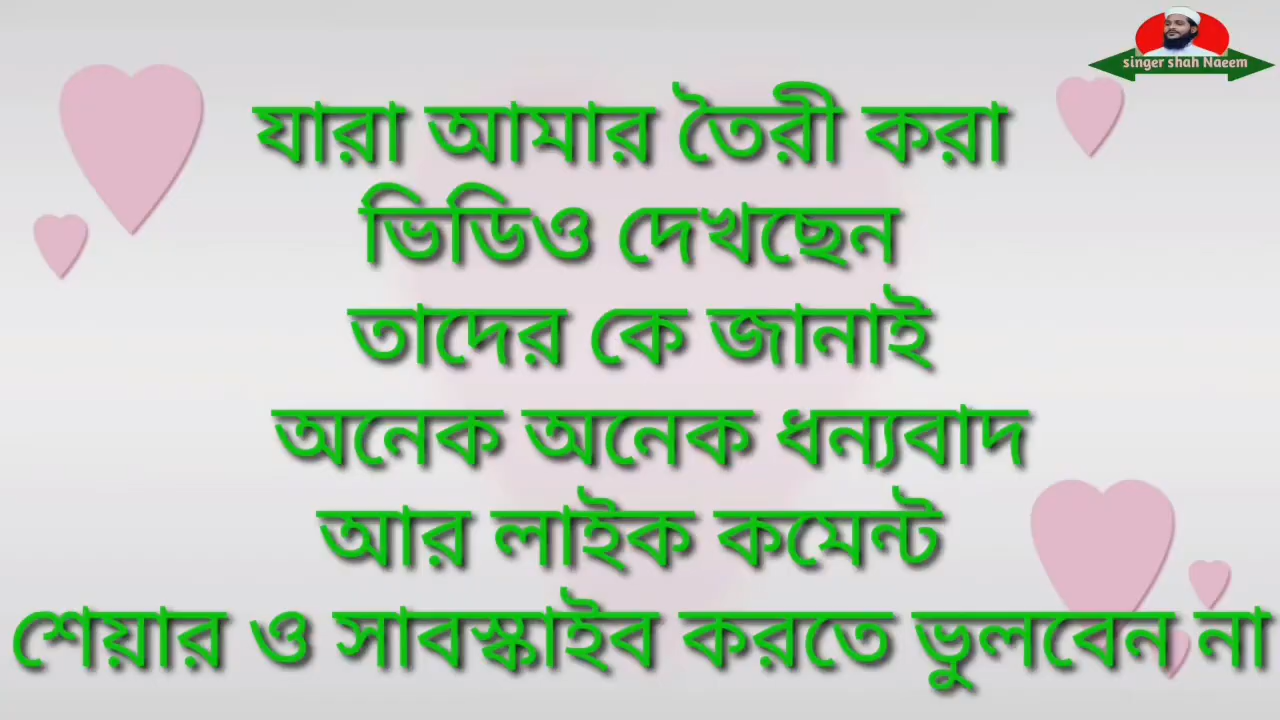 singer shah Naeem
যারা আমার তৈরী করা
ভিডিও দেখছেন
তাদের কে জানাই
অনেক অনেক ধন্যবাদ
আর লাইক কমেন্ট
শেয়ার ও সাবস্কাইব করতে ভুলবেন না